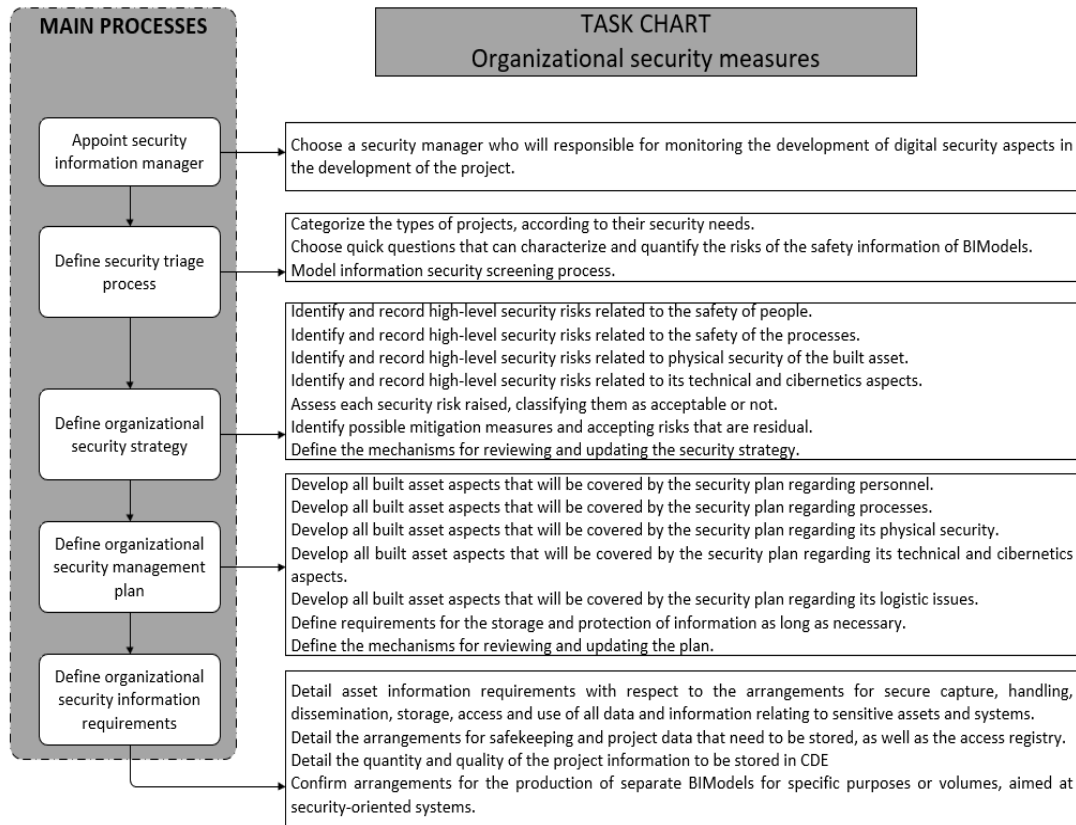 MAIN PROCESSES
TASK CHART
Organizational security measures
Appoint security
information manager
Choose a security manager who will responsible for monitoring the development of digital security aspects in
the development of the project.
Define security triage
process
Categorize the types of projects, according to their security needs.
Choose quick questions that can characterize and quantify the risks of the safety information of BIModels.
Model information security screening process.
Define organizational
security strategy
Identify and record high-level security risks related to the safety of people.
Identify and record high-level security risks related to the safety of the processes.
Identify and record high-level security risks related to physical security of the built asset.
Identify and record high-level security risks related to its technical and cibernetics aspects.
Assess each security risk raised, classifying them as acceptable or not.
Identify possible mitigation measures and accepting risks that are residual.
Define the mechanisms for reviewing and updating the security strategy.
Define organizational
security management
plan
Develop all built asset aspects that will be covered by the security plan regarding personnel.
Develop all built asset aspects that will be covered by the security plan regarding processes.
Develop all built asset aspects that will be covered by the security plan regarding its physical security.
Develop all built asset aspects that will be covered by the security plan regarding its technical and cibernetics
aspects.
Develop all built asset aspects that will be covered by the security plan regarding its logistic issues.
Define requirements for the storage and protection of information as long as necessary.
Define the mechanisms for reviewing and updating the plan.
Define organizational
security information
requirements
Detail asset information requirements with respect to the arrangements for secure capture, handling,
dissemination, storage, access and use of all data and information relating to sensitive assets and systems.
Detail the arrangements for safekeeping and project data that need to be stored, as well as the access registry.
Detail the quantity and quality of the project information to be stored in CDE
Confirm arrangements for the production of separate BIModels for specific purposes or volumes, aimed at
security-oriented systems.